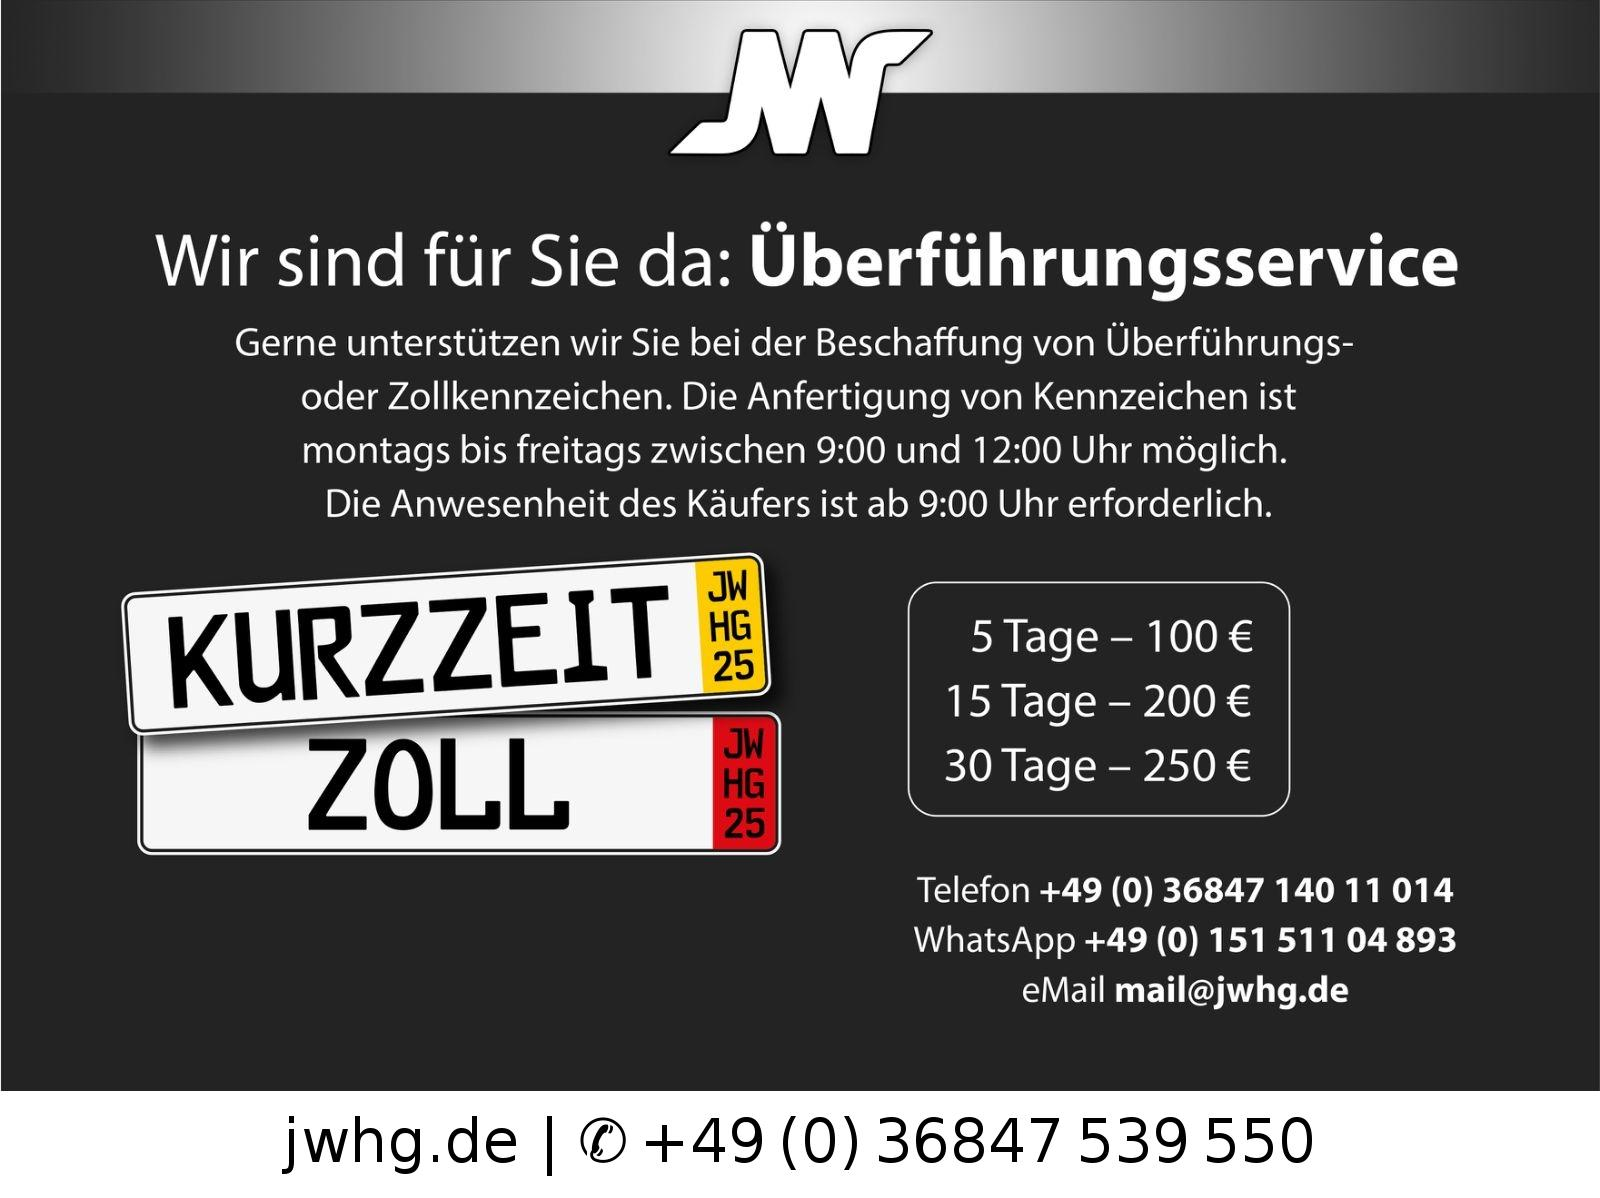 JW
Wir sind für Sie da: Überführungsservice
Gerne unterstützen wir Sie bei der Beschaffung von Überführungs-
oder Zollkennzeichen. Die Anfertigung von Kennzeichen ist
montags bis freitags zwischen 9:00 und 12:00 Uhr möglich.
Die Anwesenheit des Käufers ist ab 9:00 Uhr erforderlich.
KURZZEIT
JW
HG
25
ZOLL
JW
HG
25
5 Tage – 100 €
15 Tage – 200 €
30 Tage – 250 €
Telefon +49 (0) 36847 140 11 014
WhatsApp +49 (0) 151 511 04 893
eMail mail@jwhg.de
jwhg.de | ✆ +49 (0) 36847 539 550